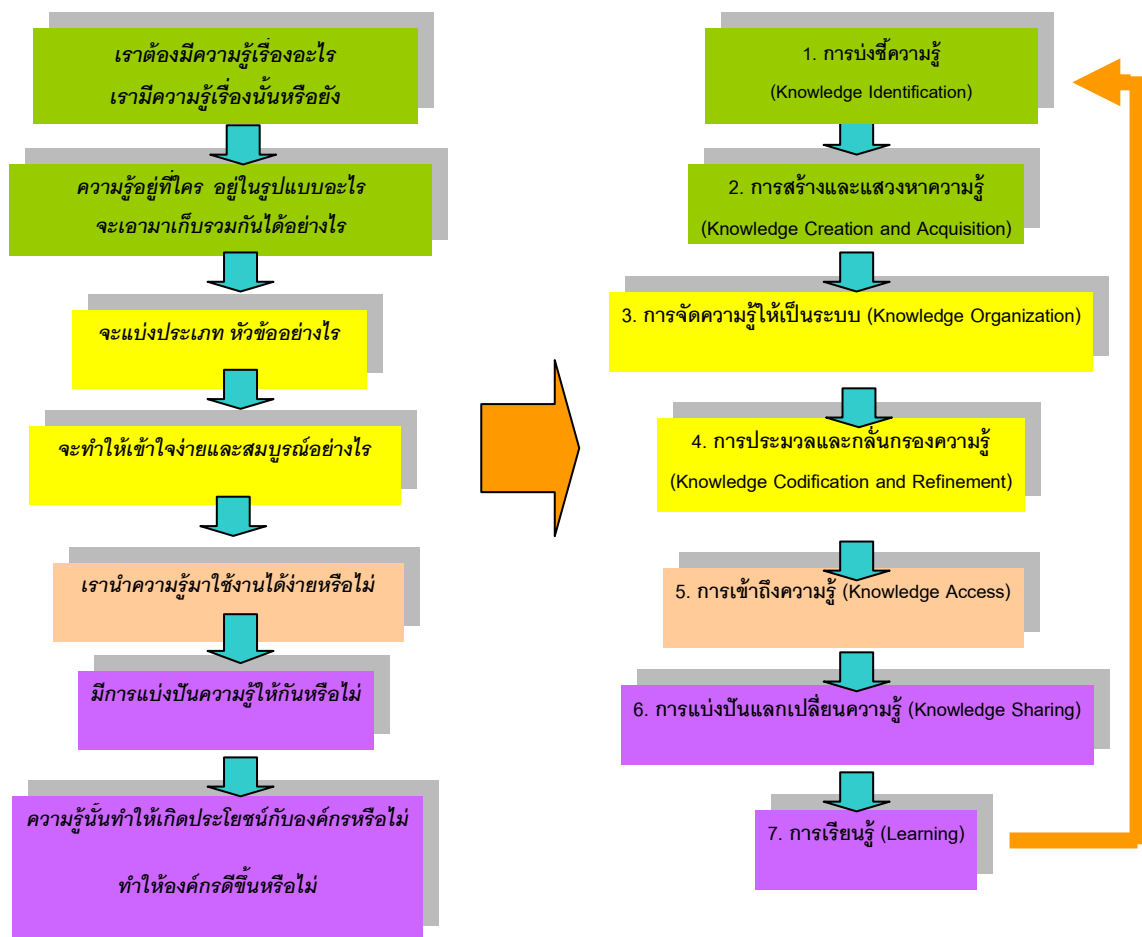 เราต้องมีความรู้เรื่องอะไร
เรามีความรู้เรื่องนั้นหรือยัง
ความรู้อยู่ที่ใคร อยู่ในรูปแบบอะไร
จะเอามาเก็บรวมกันได้อย่างไร
จะแบ่งประเภท หัวข้ออย่างไร
จะทำให้เข้าใจง่ายและสมบูรณ์อย่างไร
เรานำความรู้มาใช้งานได้ง่ายหรือไม่
มีการแบ่งปันความรู้ให้กันหรือไม่
ความรู้นั้นทำให้เกิดประโยชน์กับองค์กรหรือไม่
ทำให้องค์กรดีขึ้นหรือไม่
1. การบ่งชี้ความรู้
(Knowledge Identification)
2. การสร้างและแสวงหาความรู้
(Knowledge Creation and Acquisition)
3. การจัดความรู้ให้เป็นระบบ (Knowledge Organization)
4. การประมวลและกลั่นกรองความรู้
(Knowledge Codification and Refinement)
5. การเข้าถึงความรู้ (Knowledge Access)
6. การแบ่งปันแลกเปลี่ยนความรู้ (Knowledge Sharing)
7. การเรียนรู้ (Learning)